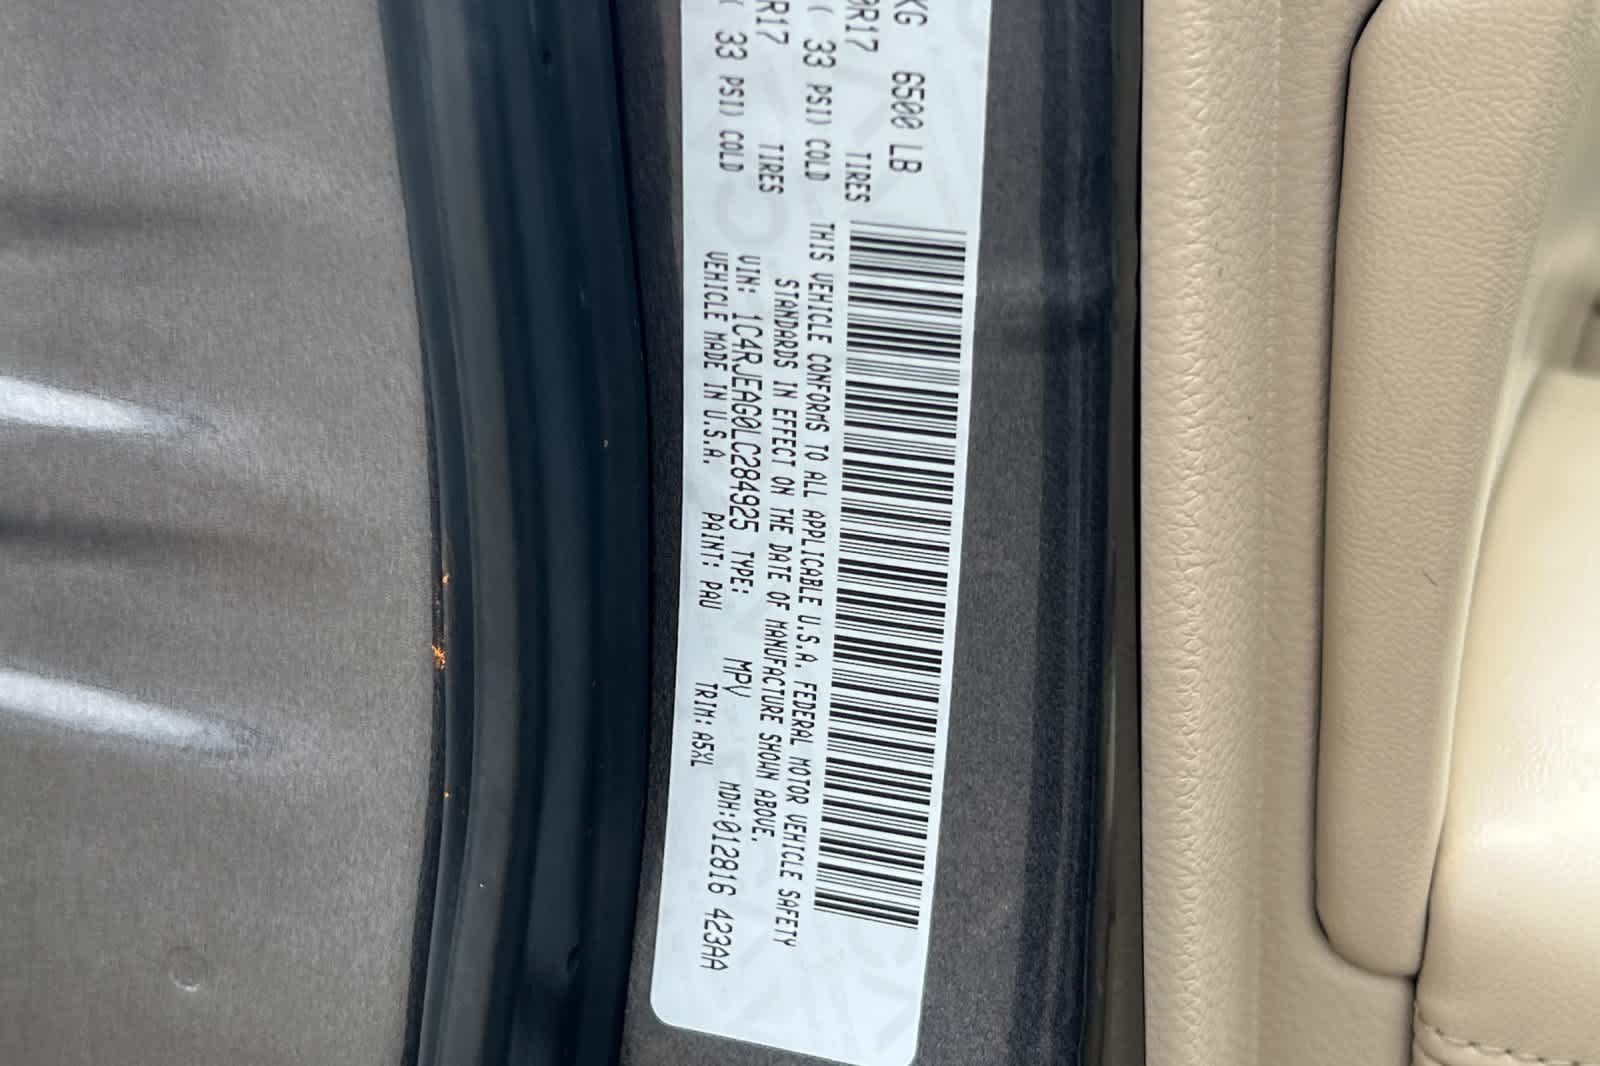 KG 6500 LB
0R17 TIRES
( 33 PSI) COLD
R17 TIRES
( 33 PSI) COLD
THIS VEHICLE CONFORMS TO ALL APPLICABLE U.S.A. FEDERAL MOTOR VEHICLE SAFETY
STANDARDS IN EFFECT ON THE DATE OF MANUFACTURE SHOWN ABOVE.
VIN: 1C4RJEAG0LC284925 TYPE: MPV MDH:012816 423AA
VEHICLE MADE IN U.S.A. PAINT: PAU TRIM: A5XL